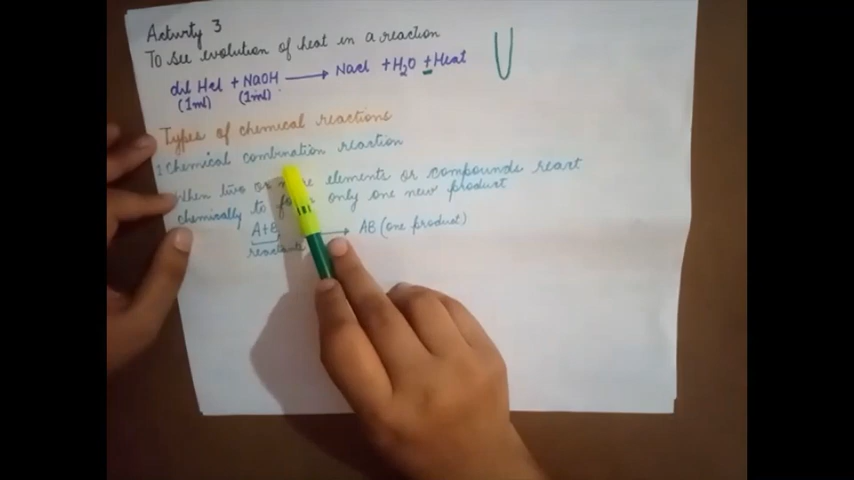 Activity 3
To see evolution of heat in a reaction
dil Hcl + NaOH → Nacl + H₂O + Heat
(1ml) (1ml)
Types of chemical reactions
1 Chemical combination reaction
When two or more elements or compounds react
chemically to form only one new product
A+B → AB (one product)
reactants